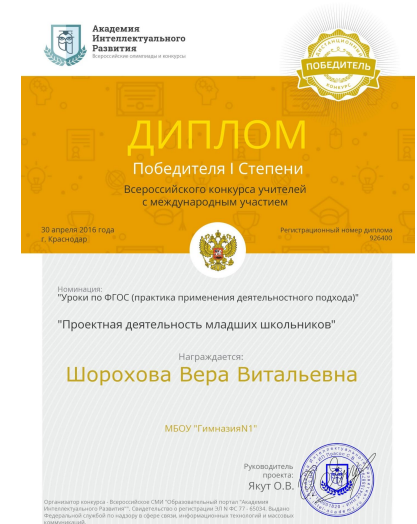 Академия
Интеллектуального
Развития
Всероссийские олимпиады и конкурсы
ДИСТАНЦИОННЫЙ
ПОБЕДИТЕЛЬ
КОНКУРС
ДИПЛОМ
Победителя I Степени
Всероссийского конкурса учителей
с международным участием
30 апреля 2016 года
г. Краснодар
Регистрационный номер диплома
926400
Номинация:
"Уроки по ФГОС (практика применения деятельностного подхода)"
"Проектная деятельность младших школьников"
Награждается:
Шорохова Вера Витальевна
МБОУ "ГимназияN1"
Руководитель
проекта:
Якут О.В.
Организатор конкурса - Всероссийское СМИ "Образовательный портал "Академия
Интеллектуального Развития"", Свидетельство о регистрации ЭЛ N ФС 77 - 65034. Выдано
Федеральной службой по надзору в сфере связи, информационных технологий и массовых
коммуникаций.